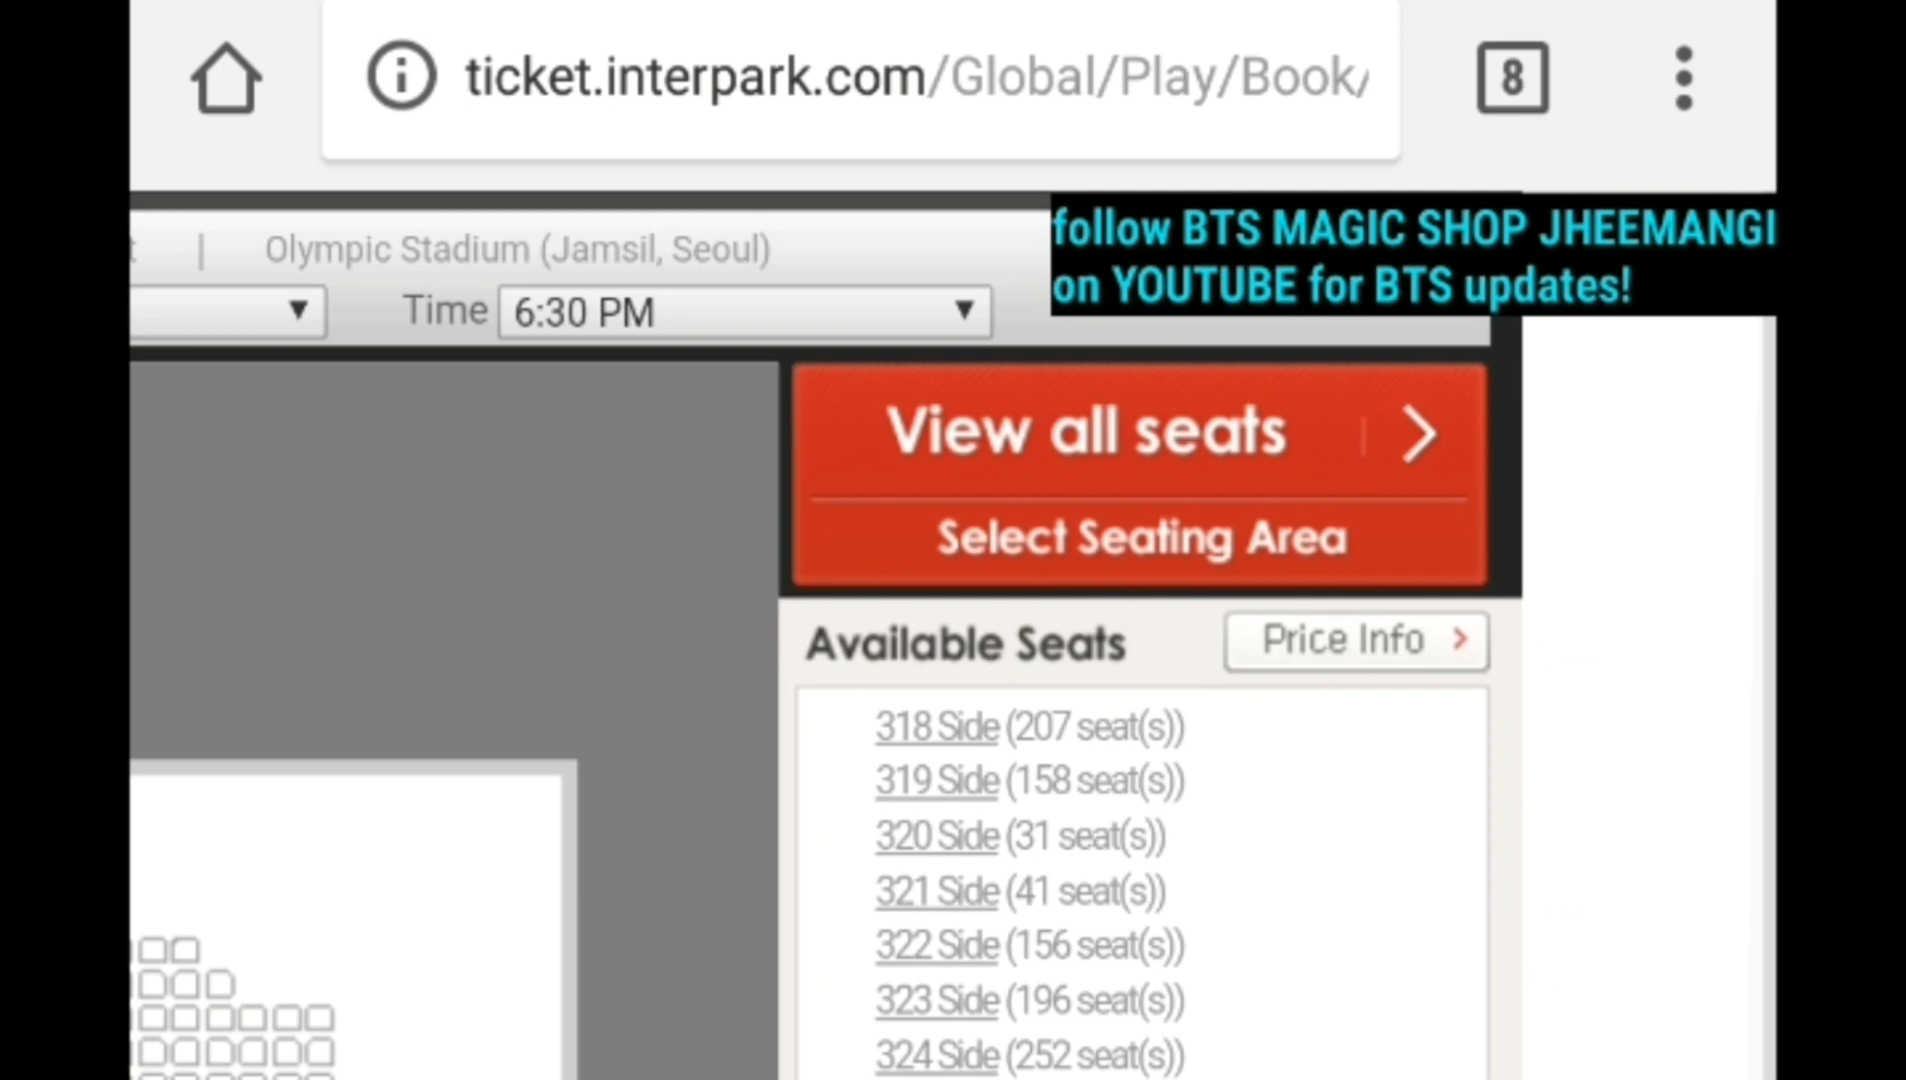 ticket.interpark.com/Global/Play/Book/
8
follow BTS MAGIC SHOP JHEEMANGI
on YOUTUBE for BTS updates!
t | Olympic Stadium (Jamsil, Seoul)
Time 6:30 PM
View all seats
Select Seating Area
Available Seats
Price Info
318 Side (207 seat(s))
319 Side (158 seat(s))
320 Side (31 seat(s))
321 Side (41 seat(s))
322 Side (156 seat(s))
323 Side (196 seat(s))
324 Side (252 seat(s))